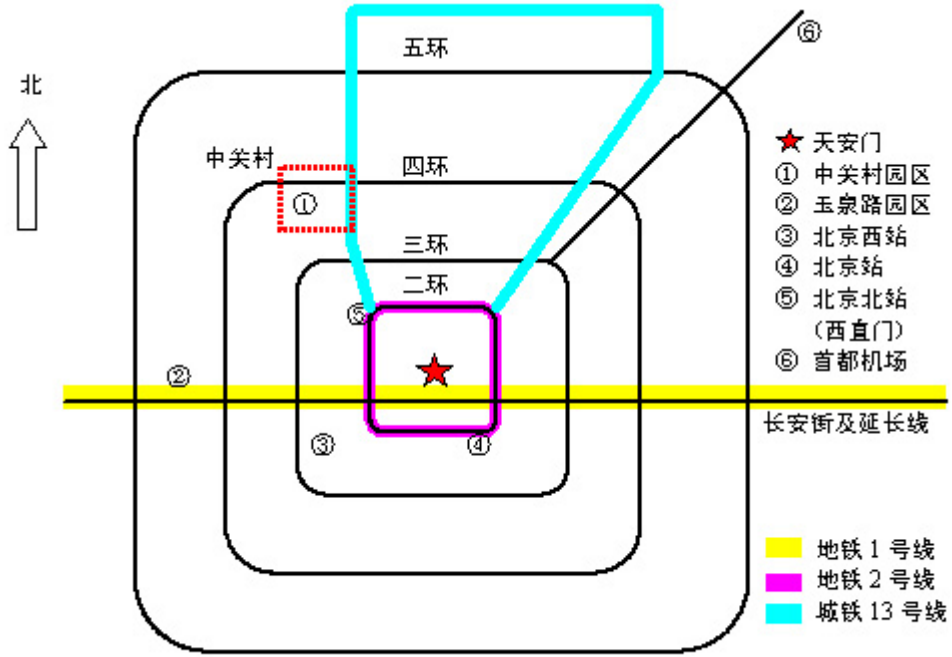 五环
⑥
北
中关村
四环
①
三环
二环
⑤
②
③
④
天安门
① 中关村园区
② 玉泉路园区
③ 北京西站
④ 北京站
⑤ 北京北站
(西直门)
⑥ 首都机场
长安街及延长线
地铁 1 号线
地铁 2 号线
城铁 13 号线